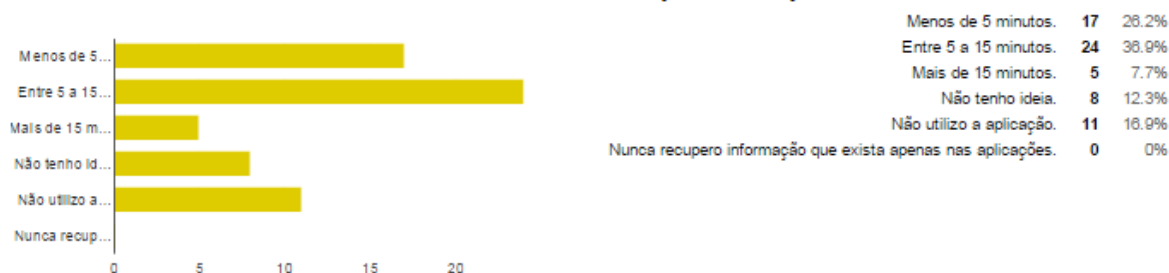 Menos de 5...
Entre 5 a 15...
Mais de 15 m...
Não tenho id...
Não utilizo a...
Nunca recup...
0 5 10 15 20
Menos de 5 minutos. 17 26.2%
Entre 5 a 15 minutos. 24 36.9%
Mais de 15 minutos. 5 7.7%
Não tenho ideia. 8 12.3%
Não utilizo a aplicação. 11 16.9%
Nunca recupero informação que exista apenas nas aplicações. 0 0%